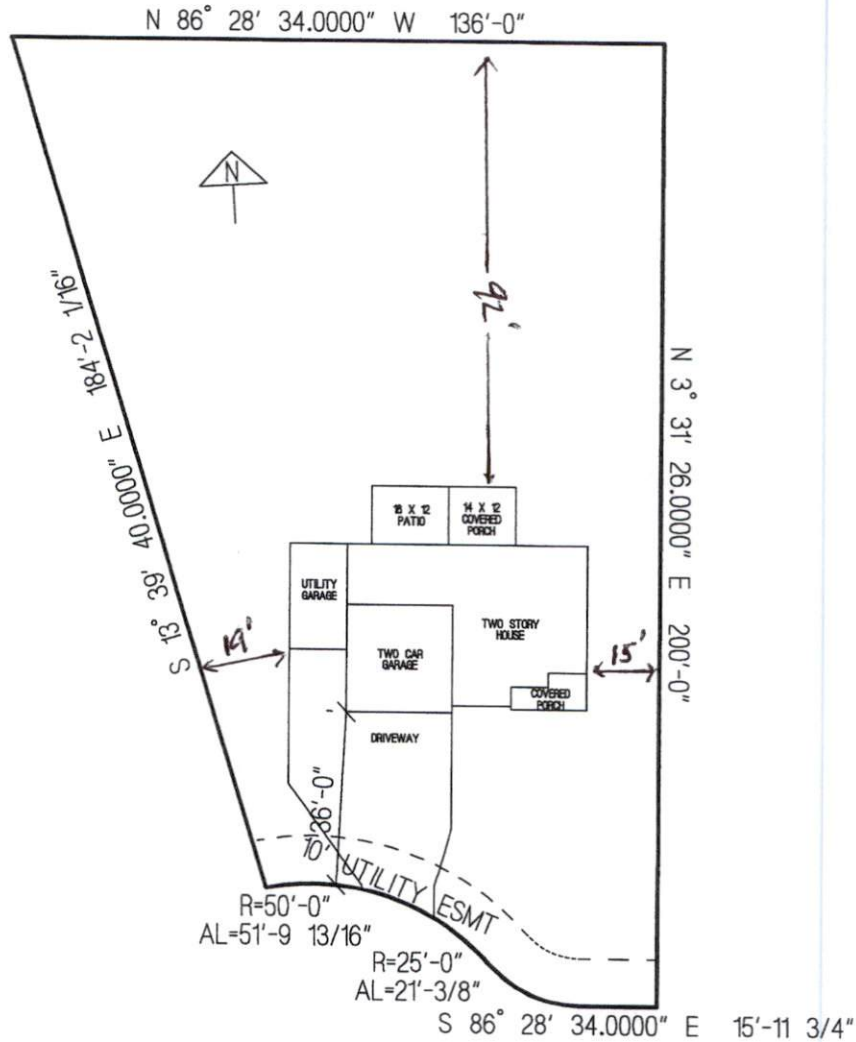 N 86° 28' 34.0000" W 136'-0"
N
92'
S 13° 39' 40.0000" E 184'-2 1/16"
N 3° 31' 26.0000" E 200'-0"
16 X 12
PATIO
14 X 12
COVERED
PORCH
UTILITY
GARAGE
TWO STORY
HOUSE
TWO CAR
GARAGE
15'
COVERED
PORCH
DRIVEWAY
36'-0"
10' UTILITY ESMT
R=50'-0"
AL=51'-9 13/16"
R=25'-0"
AL=21'-3/8"
S 86° 28' 34.0000" E 15'-11 3/4"